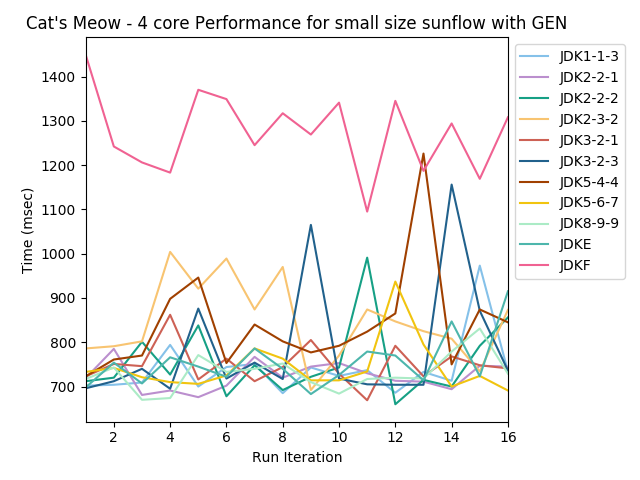 Cat's Meow - 4 core Performance for small size sunflow with GEN
JDK1-1-3
JDK2-2-1
JDK2-2-2
JDK2-3-2
JDK3-2-1
JDK3-2-3
JDK5-4-4
JDK5-6-7
JDK8-9-9
JDKE
JDKF
Time (msec)
1400
1300
1200
1100
1000
900
800
700
2 4 6 8 10 12 14 16
Run Iteration